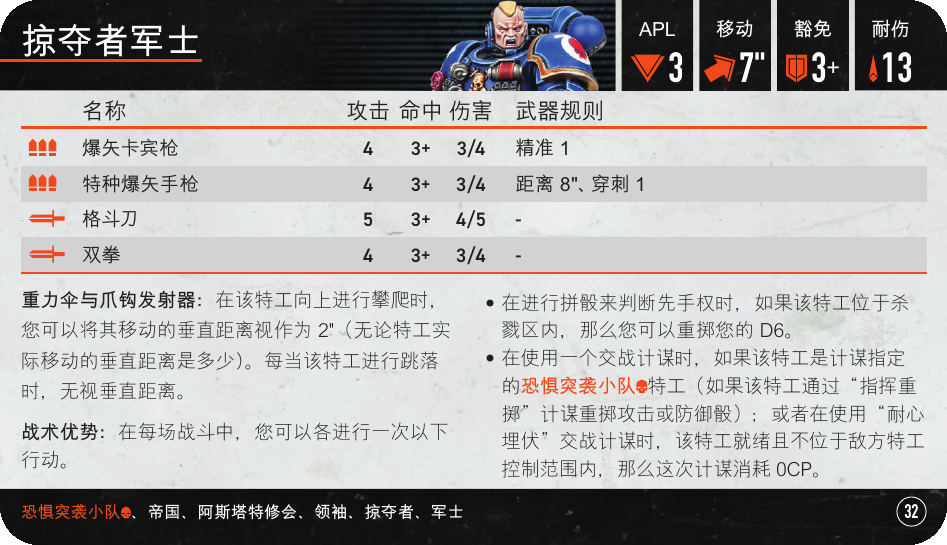 掠夺者军士
APL 移动 豁免 耐伤
3 7" 3+ 13
名称 攻击 命中 伤害 武器规则
爆矢卡宾枪 4 3+ 3/4 精准 1
特种爆矢手枪 4 3+ 3/4 距离 8"、穿刺 1
格斗刀 5 3+ 4/5 -
双拳 4 3+ 3/4 -
重力伞与爪钩发射器：在该特工向上进行攀爬时，
您可以将其移动的垂直距离视作为 2"（无论特工实
际移动的垂直距离是多少）。每当该特工进行跳落
时，无视垂直距离。
战术优势：在每场战斗中，您可以各进行一次以下
行动。
• 在进行拼骰来判断先手权时，如果该特工位于杀
戮区内，那么您可以重掷您的 D6。
• 在使用一个交战计谋时，如果该特工是计谋指定
的恐惧突袭小队特工（如果该特工通过“指挥重
掷”计谋重掷攻击或防御骰）；或者在使用“耐心
埋伏”交战计谋时，该特工就绪且不位于敌方特工
控制范围内，那么这次计谋消耗 0CP。
恐惧突袭小队、帝国、阿斯塔特修会、领袖、掠夺者、军士
32